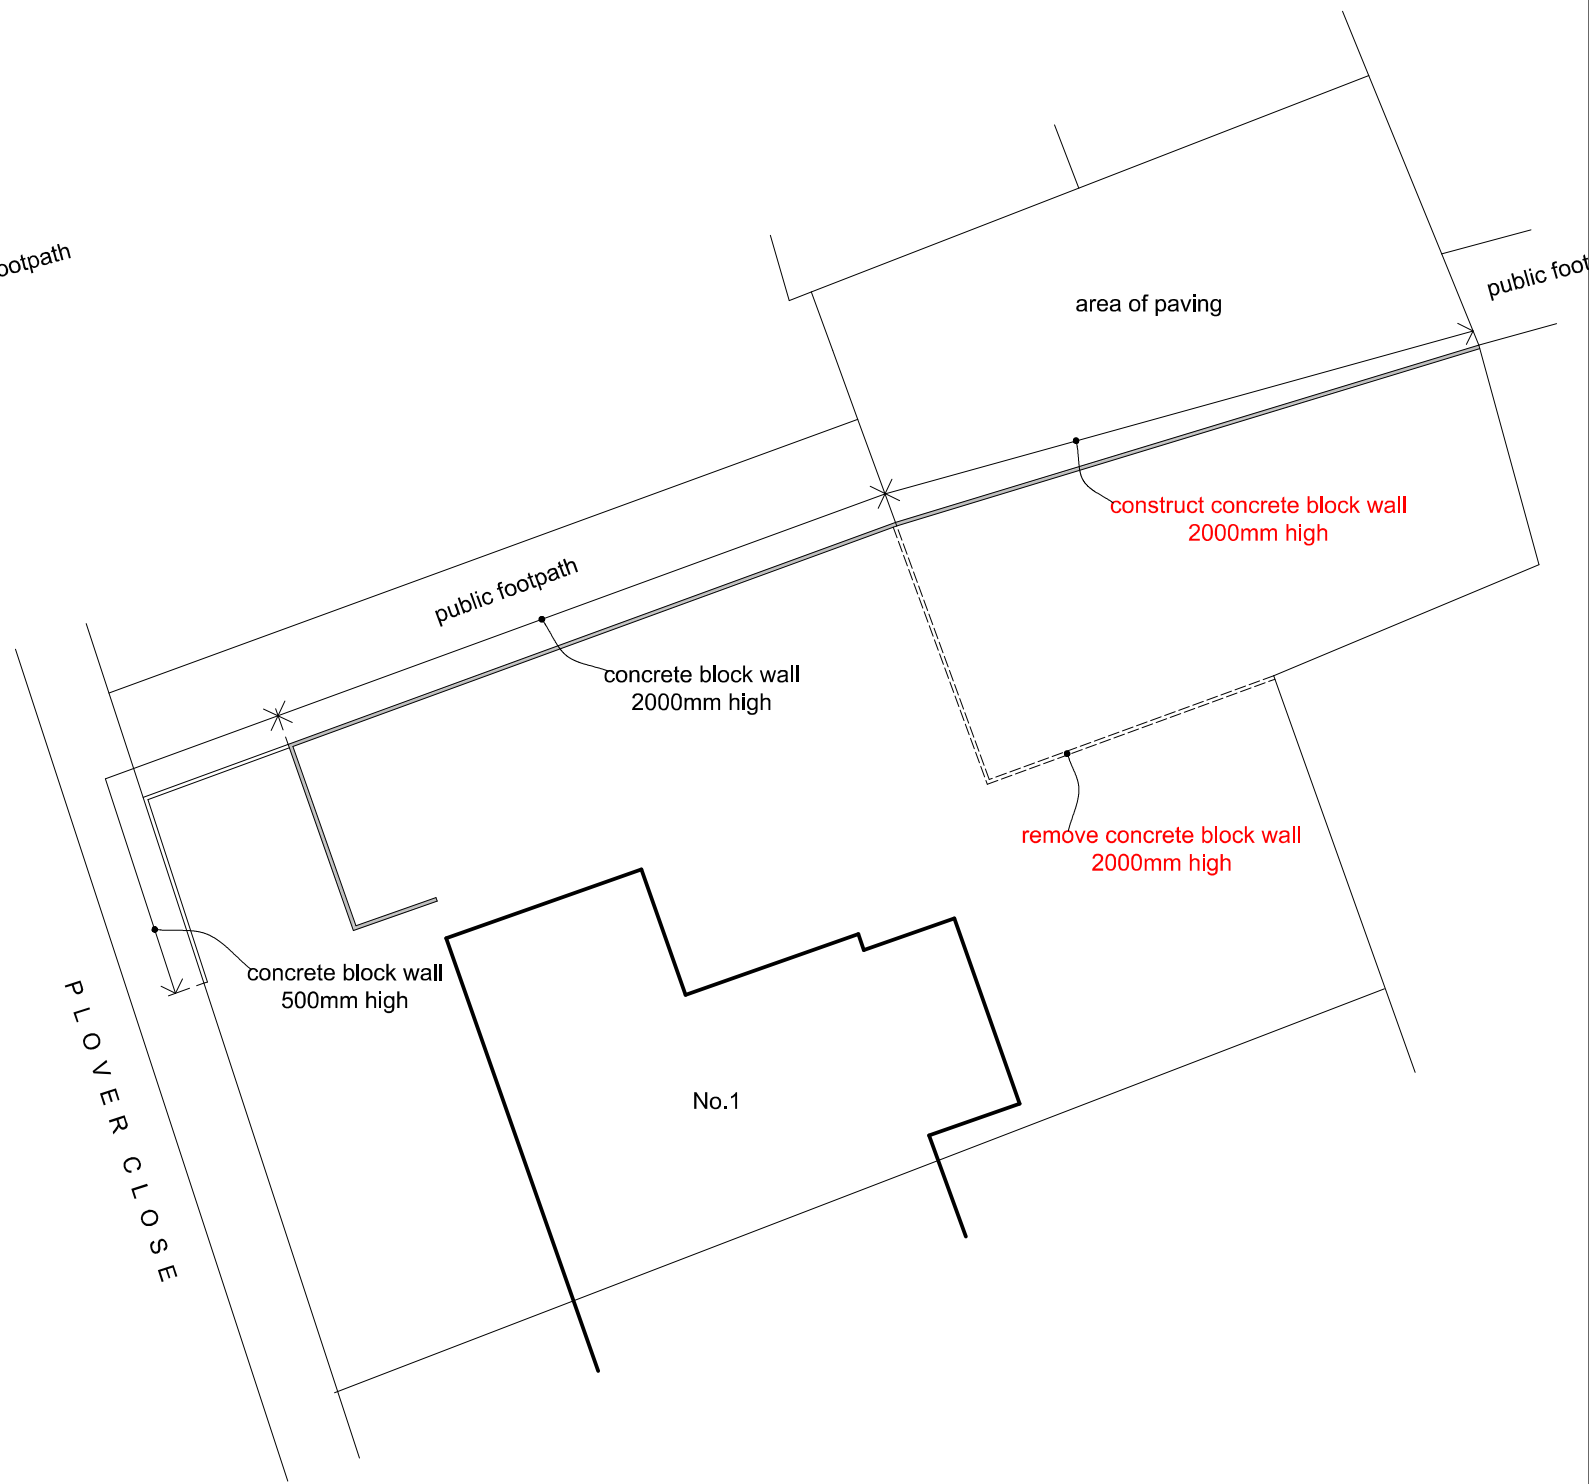 area of paving
construct concrete block wall
2000mm high
public footpath
concrete block wall
2000mm high
remove concrete block wall
2000mm high
concrete block wall
500mm high
PLOVER CLOSE
No.1
public foot
ootpath